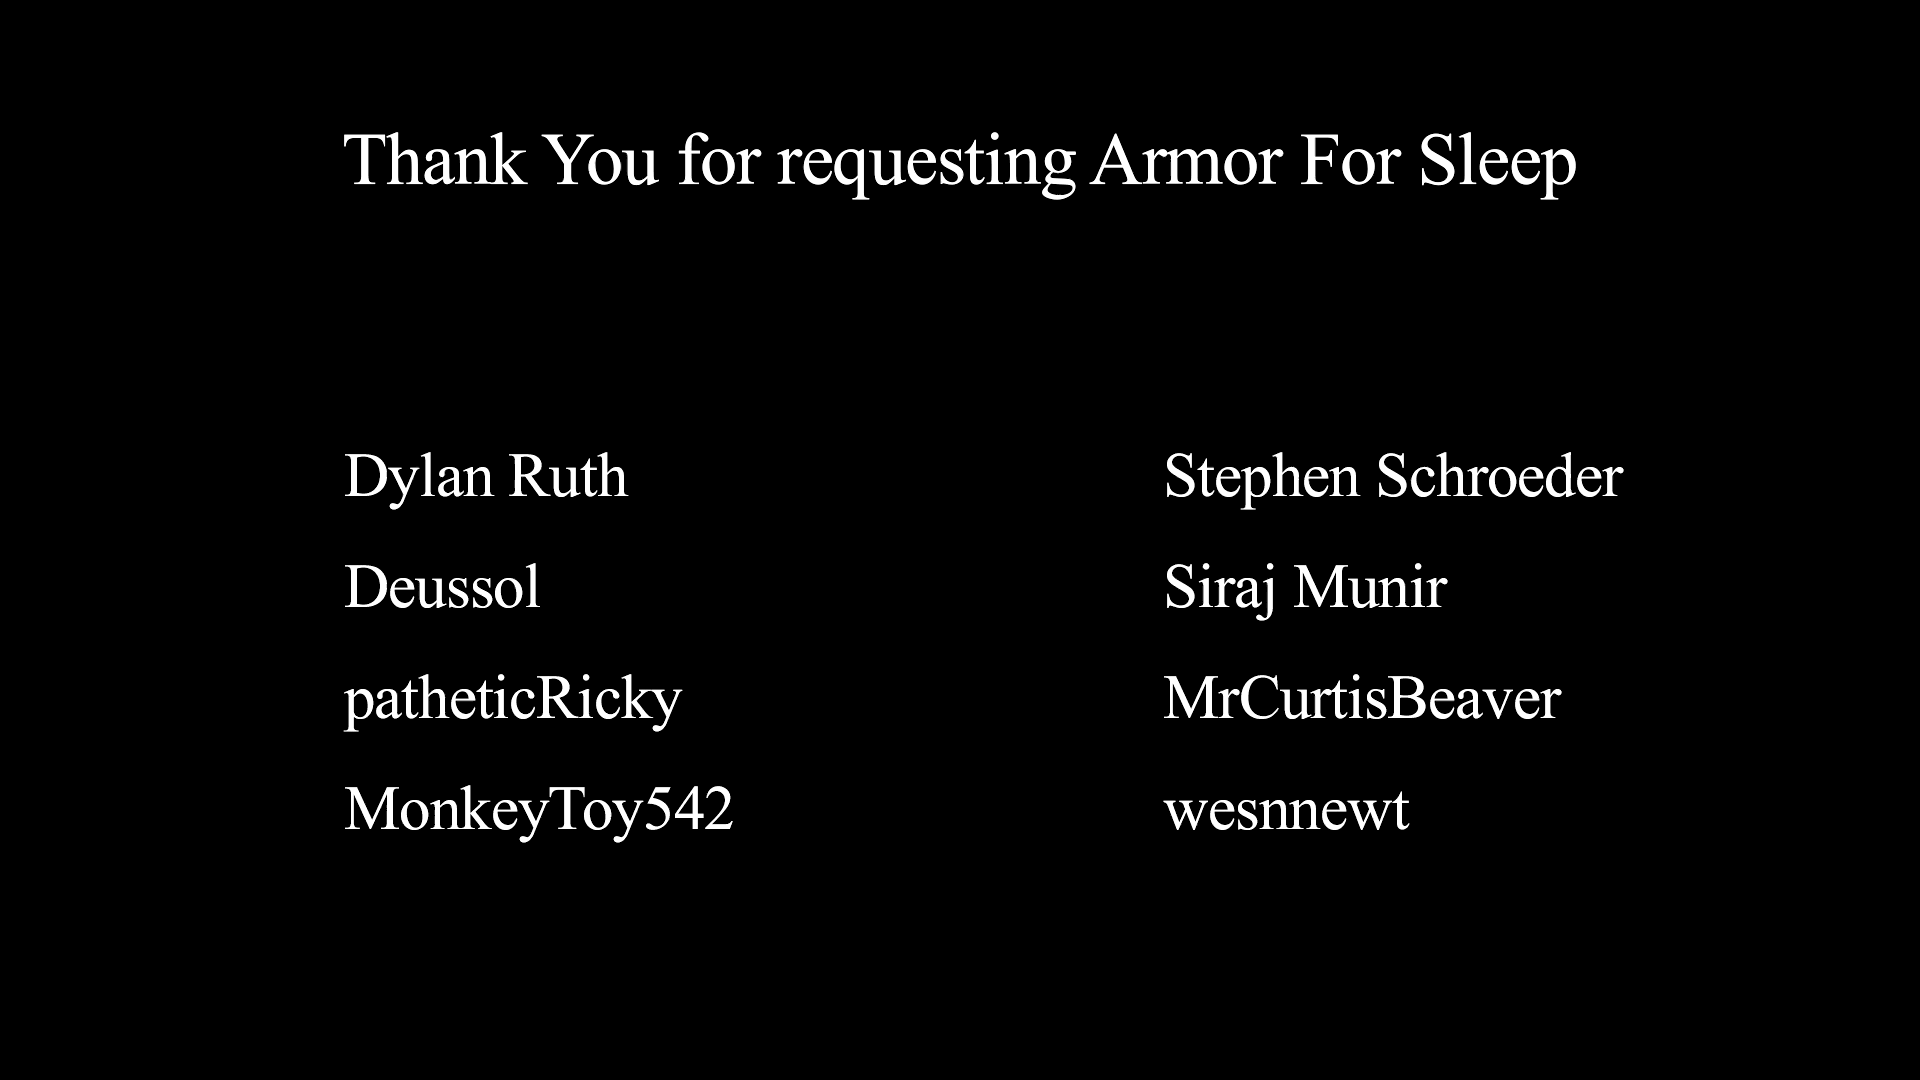 Thank You for requesting Armor For Sleep
Dylan Ruth
Stephen Schroeder
Deussol
Siraj Munir
patheticRicky
MrCurtisBeaver
MonkeyToy542
wesnnewt